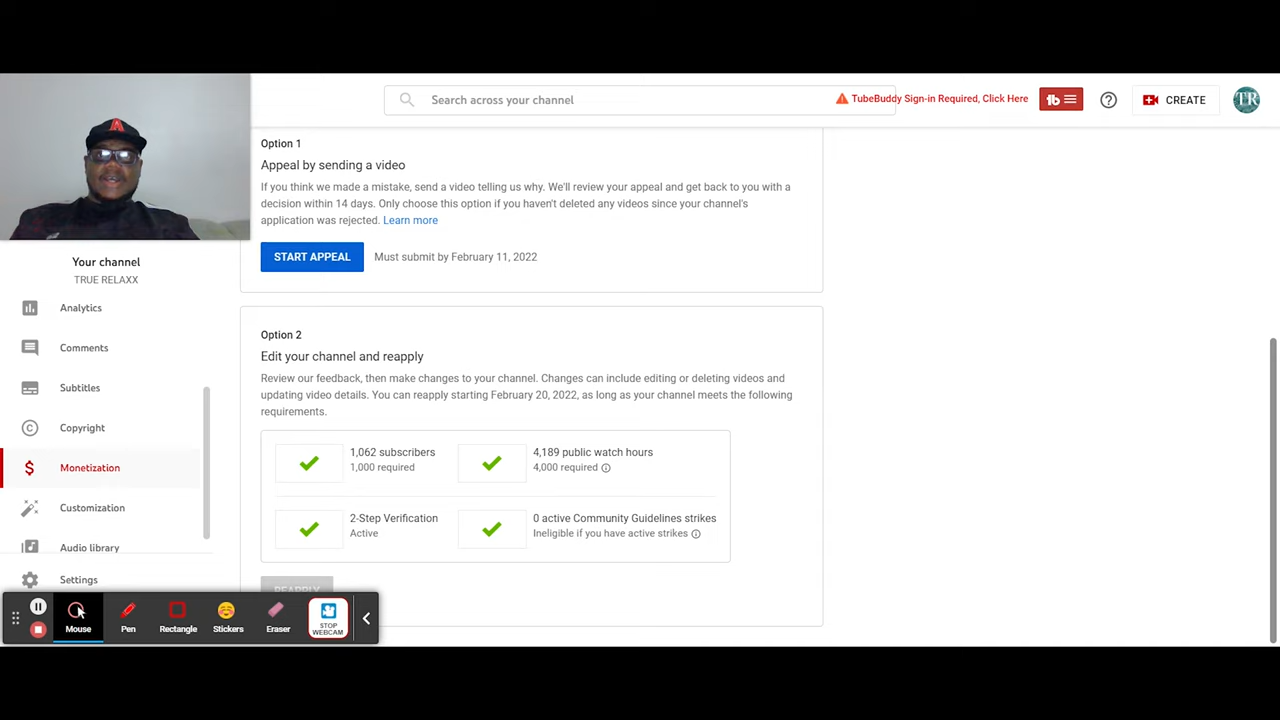 Search across your channel
TubeBuddy Sign-in Required, Click Here
tb
CREATE
TR
Your channel
TRUE RELAXX
Analytics
Comments
Subtitles
Copyright
Monetization
Customization
Audio library
Settings
Option 1
Appeal by sending a video
If you think we made a mistake, send a video telling us why. We'll review your appeal and get back to you with a
decision within 14 days. Only choose this option if you haven't deleted any videos since your channel's
application was rejected. Learn more
START APPEAL
Must submit by February 11, 2022
Option 2
Edit your channel and reapply
Review our feedback, then make changes to your channel. Changes can include editing or deleting videos and
updating video details. You can reapply starting February 20, 2022, as long as your channel meets the following
requirements.
1,062 subscribers
1,000 required
4,189 public watch hours
4,000 required
2-Step Verification
Active
0 active Community Guidelines strikes
Ineligible if you have active strikes
REAPPLY
Mouse
Pen
Rectangle
Stickers
Eraser
STOP
WEBCAM